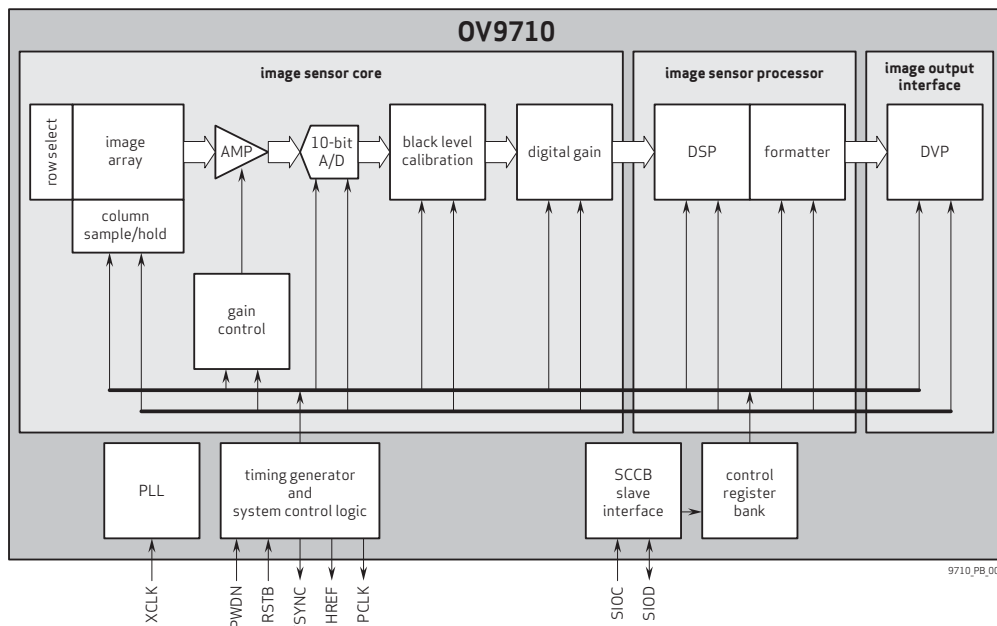 OV9710
image sensor core
image sensor processor
image output
interface
row select
image
array
AMP
10-bit
A/D
black level
calibration
digital gain
DSP
formatter
DVP
column
sample/hold
gain
control
PLL
timing generator
and
system control logic
SCCB
slave
interface
control
register
bank
XCLK
PWDN
RSTB
SYNC
HREF
PCLK
SIOC
SIOD
9710_PB_00